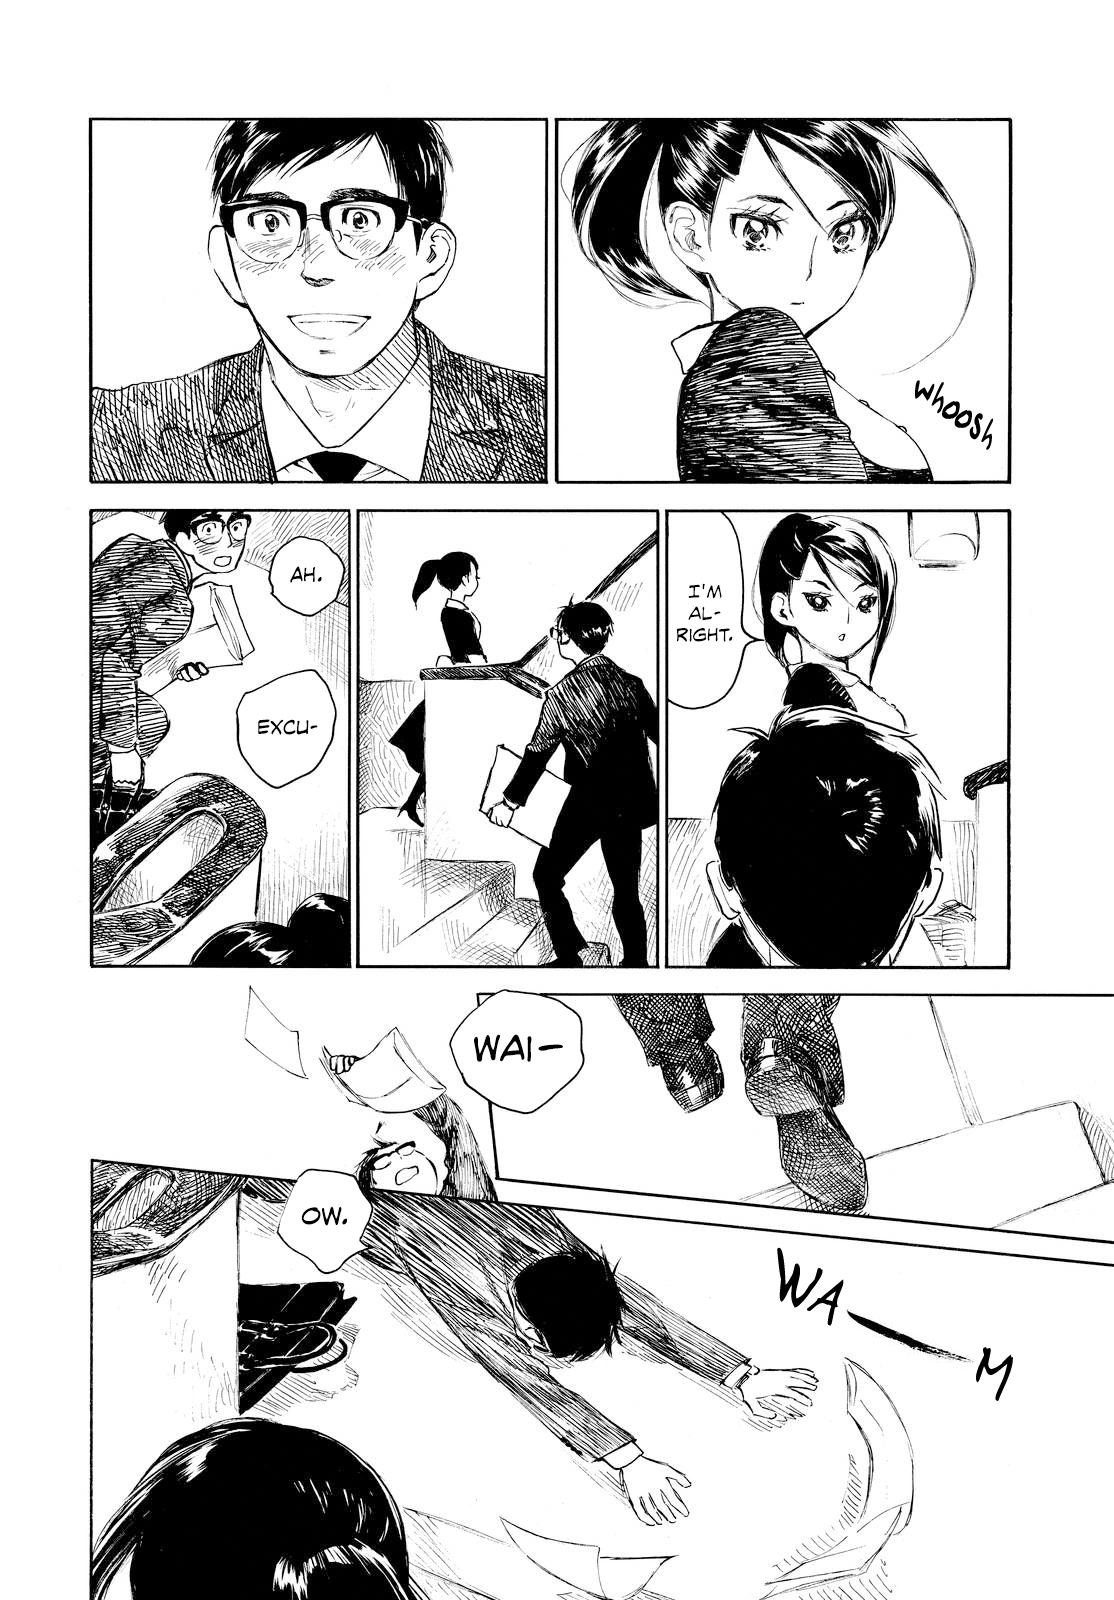 WHOOSH
AH.
EXCU-
I'M
AL-
RIGHT.
WAI-
OW.
WA—M